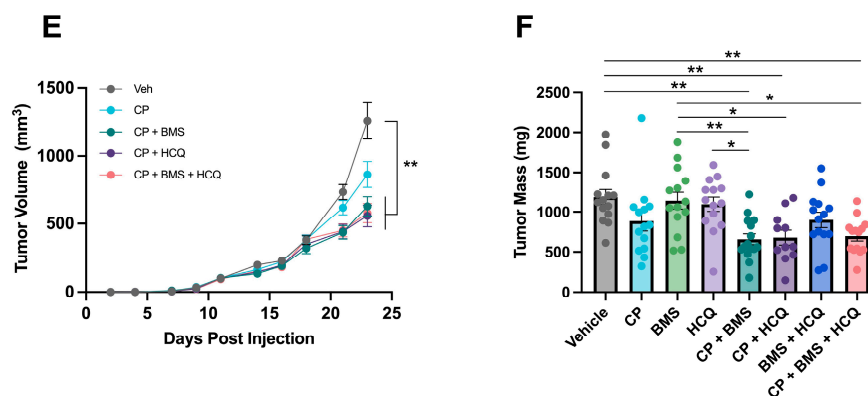 E
Tumor Volume (mm³)
1500
1000
500
0
0
5
10
15
20
25
Days Post Injection
Veh
CP
CP + BMS
CP + HCQ
CP + BMS + HCQ
**
F
Tumor Mass (mg)
2500
2000
1500
1000
500
0
**
**
**
*
*
**
*
Vehicle
CP
BMS
HCQ
CP + BMS
CP + HCQ
BMS + HCQ
CP + BMS + HCQ